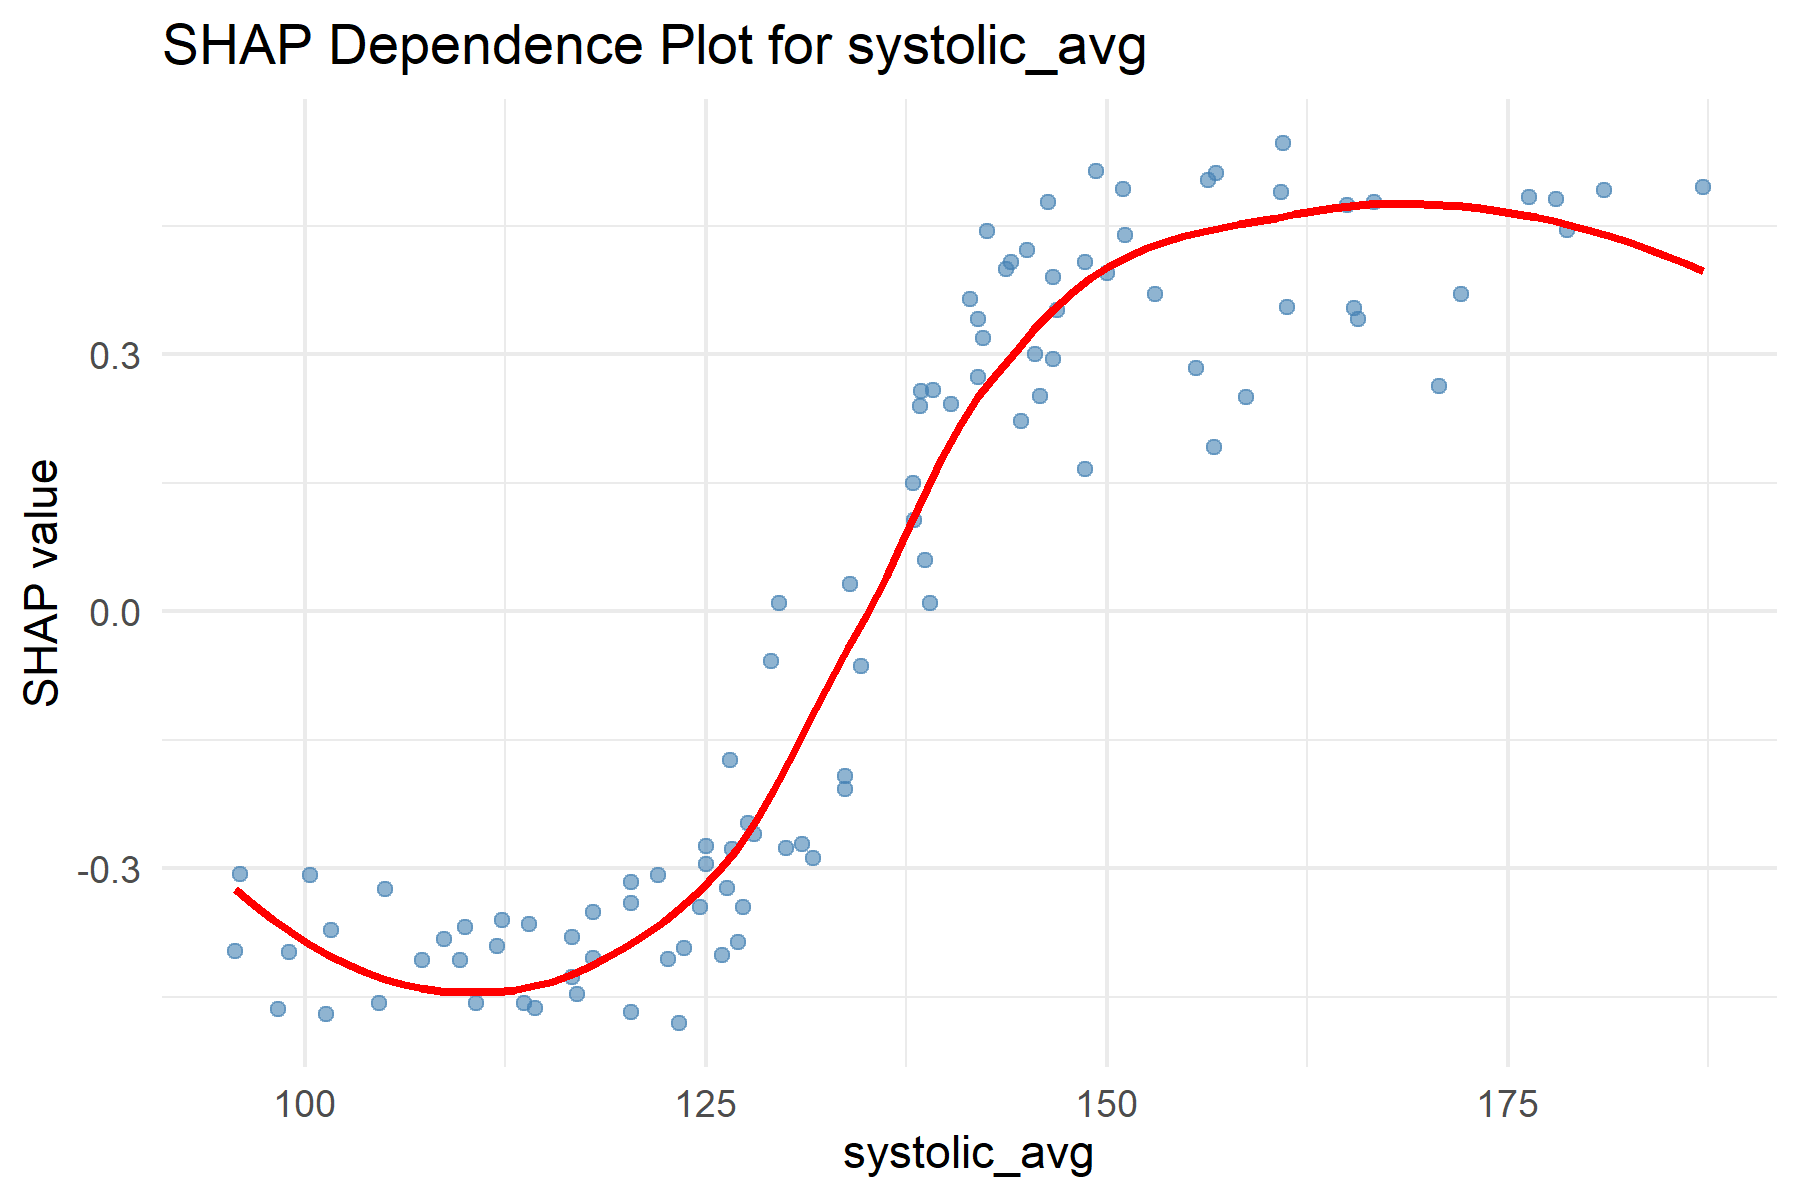 SHAP Dependence Plot for systolic_avg
SHAP value
0.3
0.0
-0.3
100 125 150 175
systolic_avg